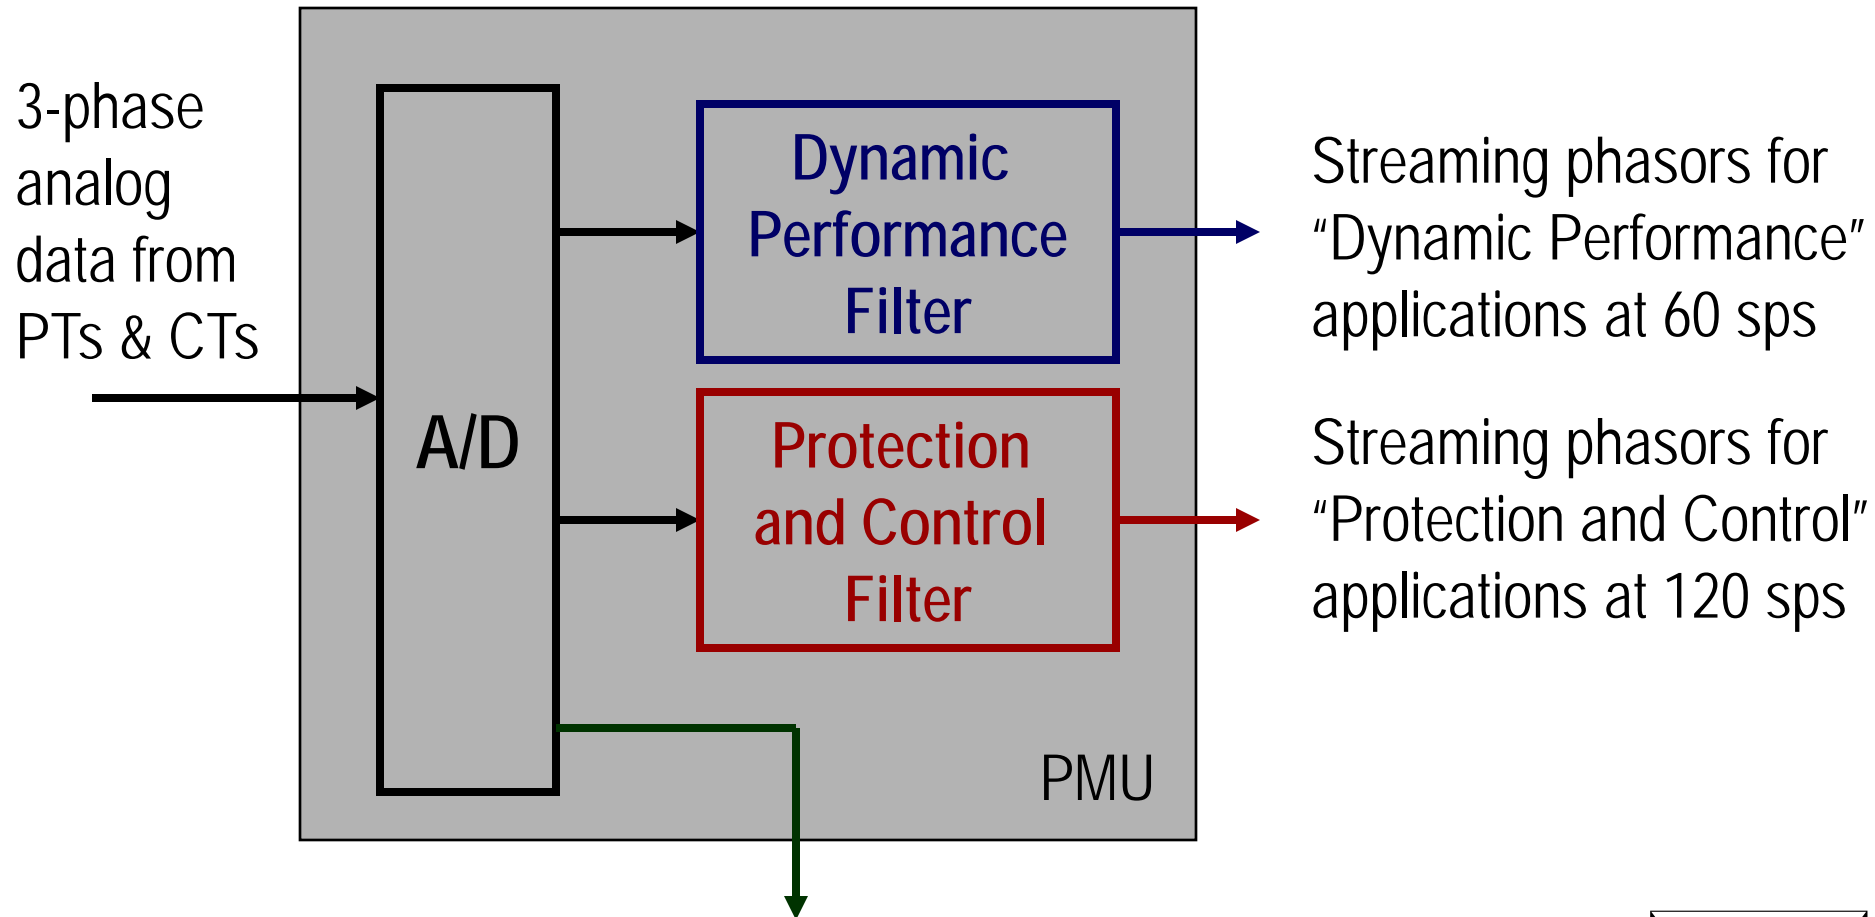 3-phase
analog
data from
PTs & CTs
A/D
Dynamic
Performance
Filter
Protection
and Control
Filter
PMU
Streaming phasors for
“Dynamic Performance”
applications at 60 sps
Streaming phasors for
“Protection and Control”
applications at 120 sps